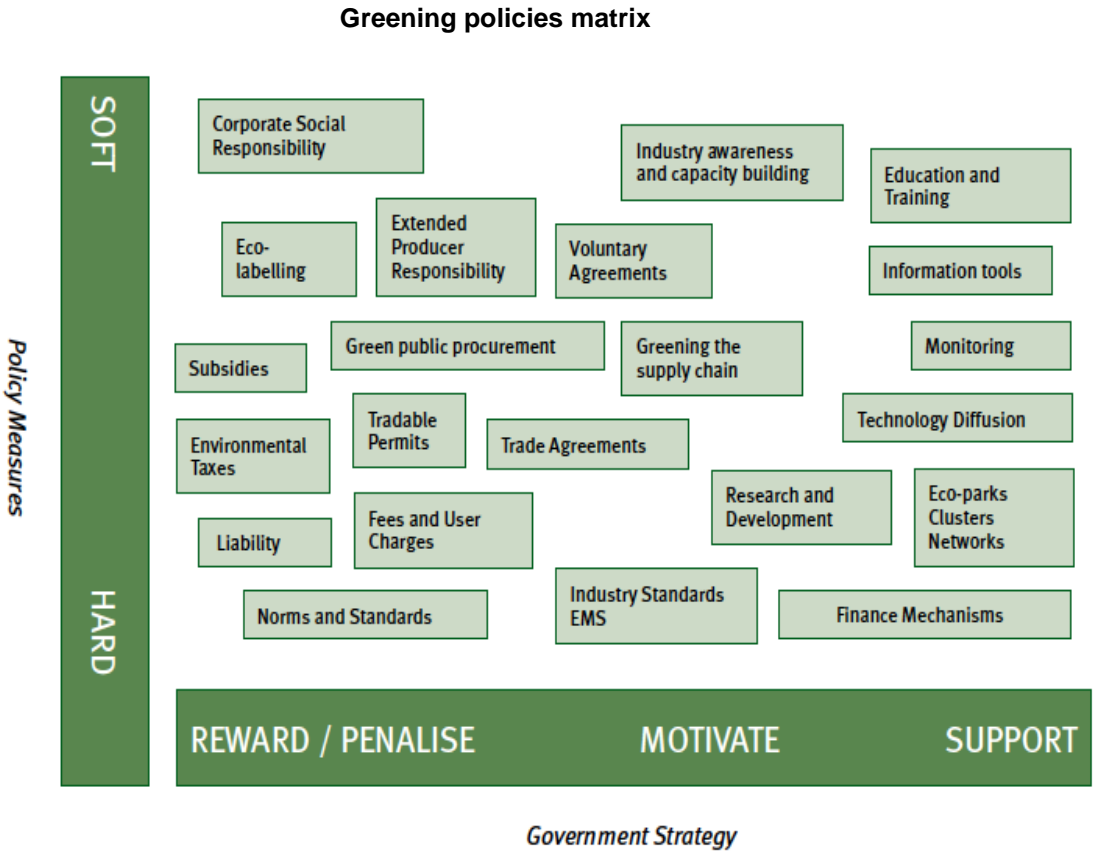 Greening policies matrix
SOFT
HARD
Policy Measures
Corporate Social
Responsibility
Industry awareness
and capacity building
Education and
Training
Eco-
labelling
Extended
Producer
Responsibility
Voluntary
Agreements
Information tools
Subsidies
Green public procurement
Greening the
supply chain
Monitoring
Environmental
Taxes
Tradable
Permits
Trade Agreements
Technology Diffusion
Liability
Fees and User
Charges
Research and
Development
Eco-parks
Clusters
Networks
Norms and Standards
Industry Standards
EMS
Finance Mechanisms
REWARD / PENALISE
MOTIVATE
SUPPORT
Government Strategy